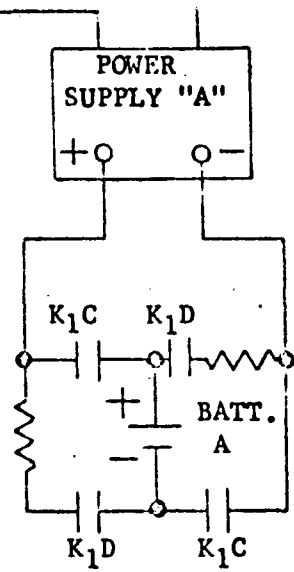 POWER
SUPPLY "A"
+ -
K1C K1D
+
BATT.
A
-
K1D K1C